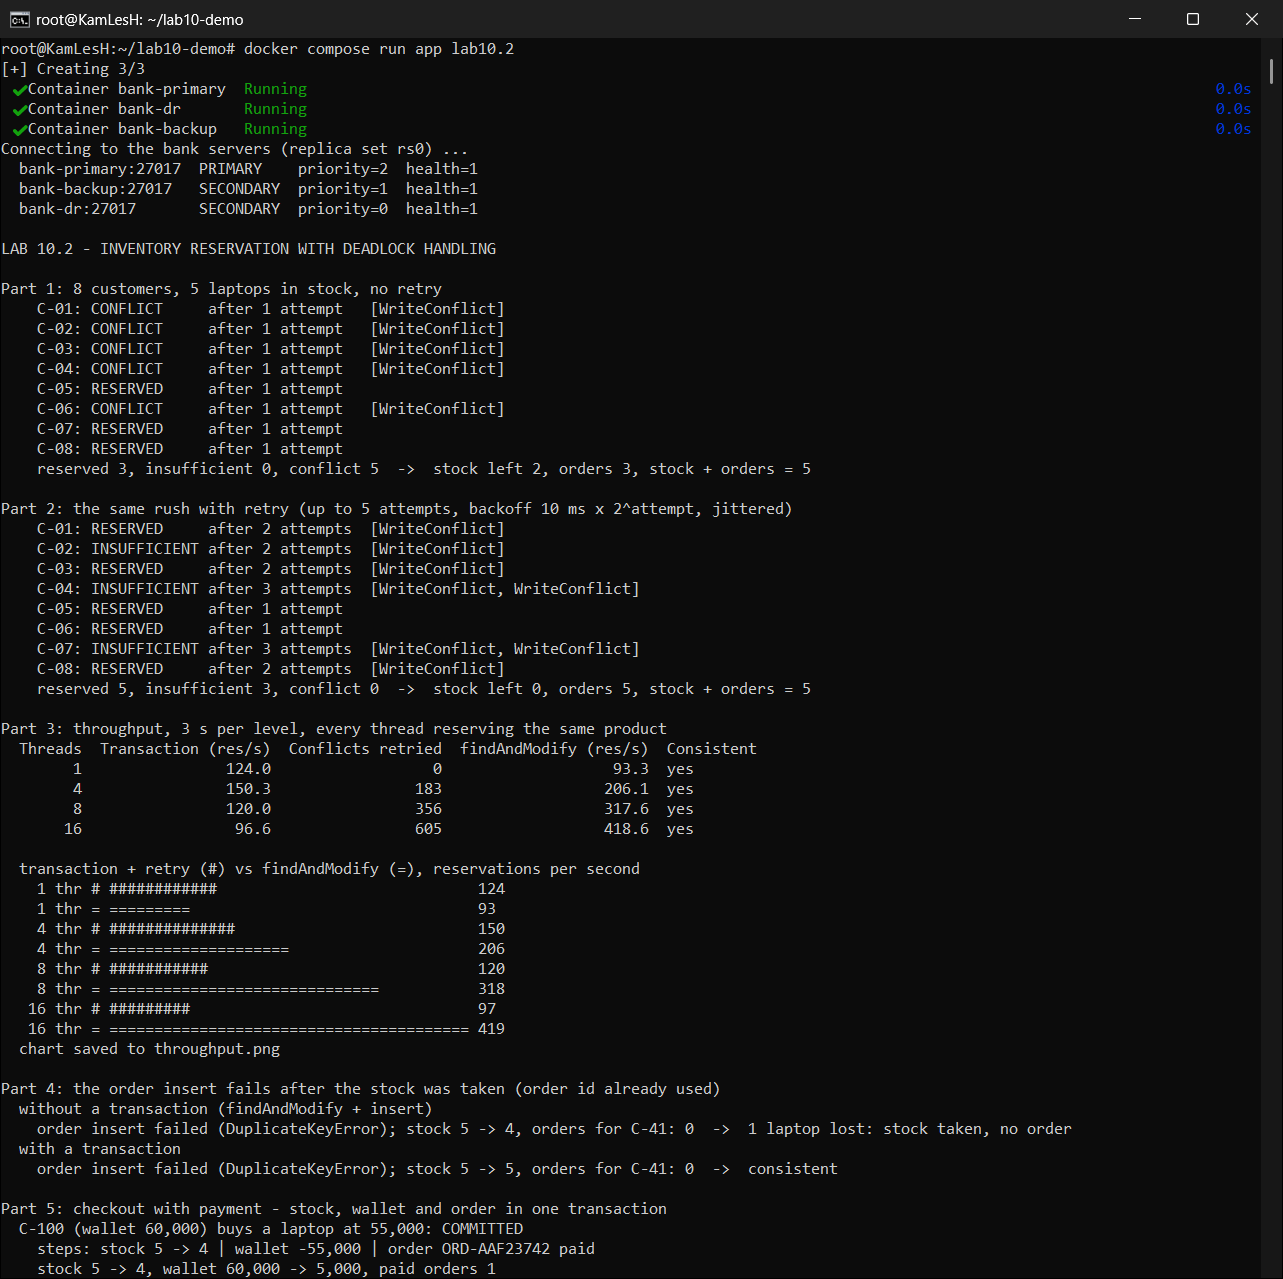 root@KamLesH: ~/lab10-demo
root@KamLesH:~/lab10-demo# docker compose run app lab10.2
[+] Creating 3/3
✔Container bank-primary  Running  0.0s
✔Container bank-dr       Running  0.0s
✔Container bank-backup   Running  0.0s
Connecting to the bank servers (replica set rs0) ...
  bank-primary:27017  PRIMARY    priority=2  health=1
  bank-backup:27017   SECONDARY  priority=1  health=1
  bank-dr:27017       SECONDARY  priority=0  health=1
LAB 10.2 - INVENTORY RESERVATION WITH DEADLOCK HANDLING
Part 1: 8 customers, 5 laptops in stock, no retry
    C-01: CONFLICT     after 1 attempt   [WriteConflict]
    C-02: CONFLICT     after 1 attempt   [WriteConflict]
    C-03: CONFLICT     after 1 attempt   [WriteConflict]
    C-04: CONFLICT     after 1 attempt   [WriteConflict]
    C-05: RESERVED     after 1 attempt
    C-06: CONFLICT     after 1 attempt   [WriteConflict]
    C-07: RESERVED     after 1 attempt
    C-08: RESERVED     after 1 attempt
    reserved 3, insufficient 0, conflict 5  ->  stock left 2, orders 3, stock + orders = 5
Part 2: the same rush with retry (up to 5 attempts, backoff 10 ms x 2^attempt, jittered)
    C-01: RESERVED     after 2 attempts  [WriteConflict]
    C-02: INSUFFICIENT after 2 attempts  [WriteConflict]
    C-03: RESERVED     after 2 attempts  [WriteConflict]
    C-04: INSUFFICIENT after 3 attempts  [WriteConflict, WriteConflict]
    C-05: RESERVED     after 1 attempt
    C-06: RESERVED     after 1 attempt
    C-07: INSUFFICIENT after 3 attempts  [WriteConflict, WriteConflict]
    C-08: RESERVED     after 2 attempts  [WriteConflict]
    reserved 5, insufficient 3, conflict 0  ->  stock left 0, orders 5, stock + orders = 5
Part 3: throughput, 3 s per level, every thread reserving the same product
  Threads  Transaction (res/s)  Conflicts retried  findAndModify (res/s)  Consistent
        1                124.0                  0                   93.3  yes
        4                150.3                183                  206.1  yes
        8                120.0                356                  317.6  yes
       16                 96.6                605                  418.6  yes
  transaction + retry (#) vs findAndModify (=), reservations per second
    1 thr # ############                             124
    1 thr = =========                                93
    4 thr # ##############                           150
    4 thr = ====================                     206
    8 thr # ###########                              120
    8 thr = ==============================           318
   16 thr # #########                                97
   16 thr = ======================================== 419
  chart saved to throughput.png
Part 4: the order insert fails after the stock was taken (order id already used)
  without a transaction (findAndModify + insert)
    order insert failed (DuplicateKeyError); stock 5 -> 4, orders for C-41: 0  ->  1 laptop lost: stock taken, no order
  with a transaction
    order insert failed (DuplicateKeyError); stock 5 -> 5, orders for C-41: 0  ->  consistent
Part 5: checkout with payment - stock, wallet and order in one transaction
  C-100 (wallet 60,000) buys a laptop at 55,000: COMMITTED
    steps: stock 5 -> 4 | wallet -55,000 | order ORD-AAF23742 paid
    stock 5 -> 4, wallet 60,000 -> 5,000, paid orders 1